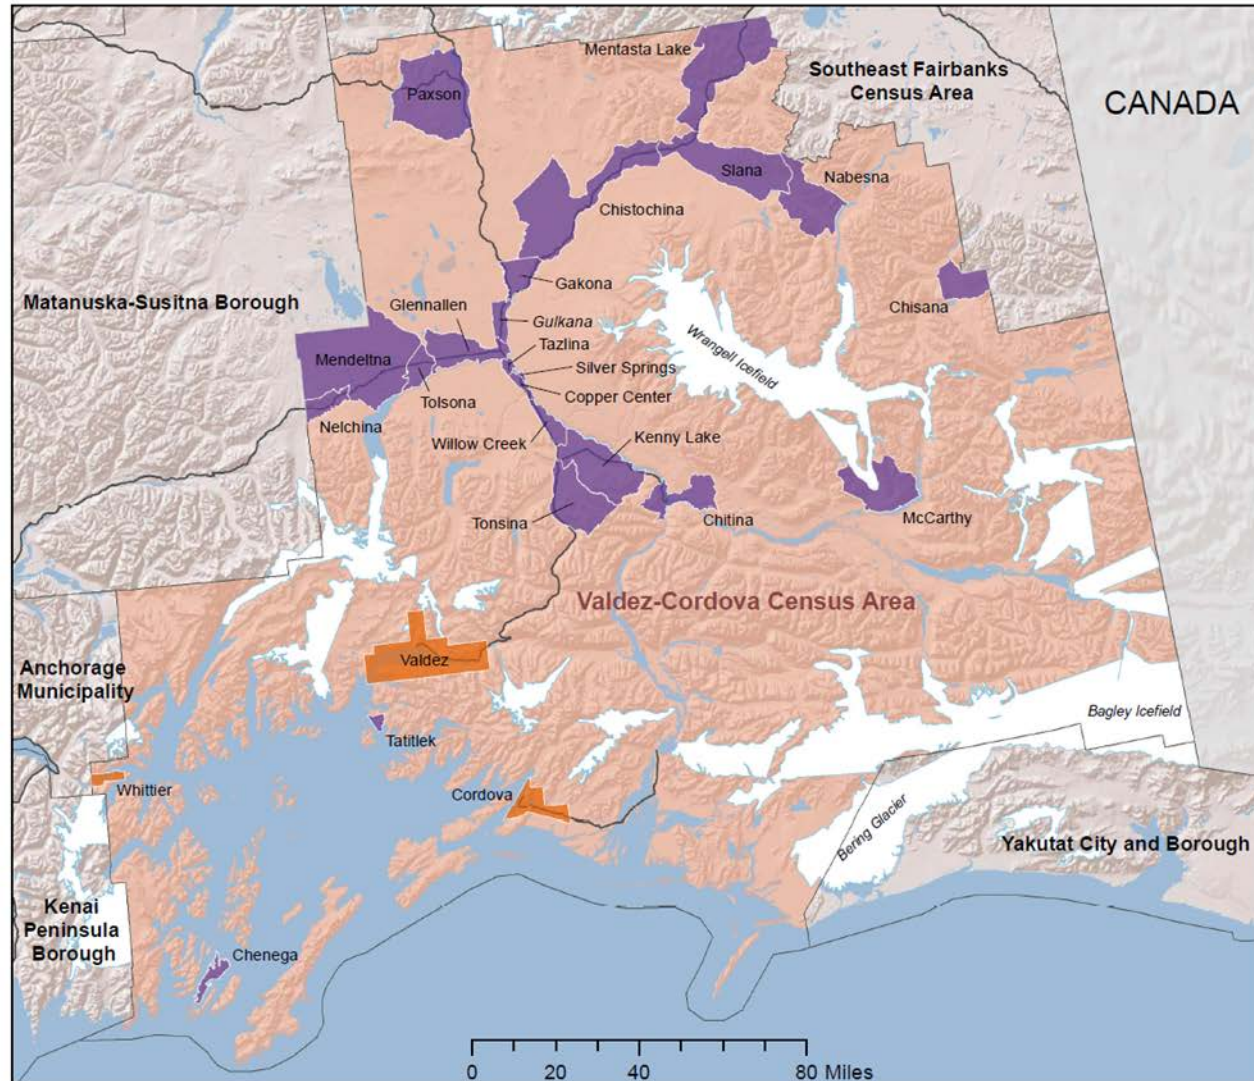 Mentasta Lake
Southeast Fairbanks
Census Area
CANADA
Paxson
Slana
Nabesna
Chistochina
Gakona
Chisana
Matanuska-Susitna Borough
Glennallen
Gulkana
Wrangell Icefield
Mendeltna
Tazlina
Silver Springs
Tolsona
Copper Center
Nelchina
Willow Creek
Kenny Lake
Tonsina
Chitina
McCarthy
Valdez-Cordova Census Area
Valdez
Anchorage
Municipality
Bagley Icefield
Tatitlek
Whittier
Cordova
Bering Glacier
Yakutat City and Borough
Kenai
Peninsula
Borough
Chenega
0 20 40 80 Miles